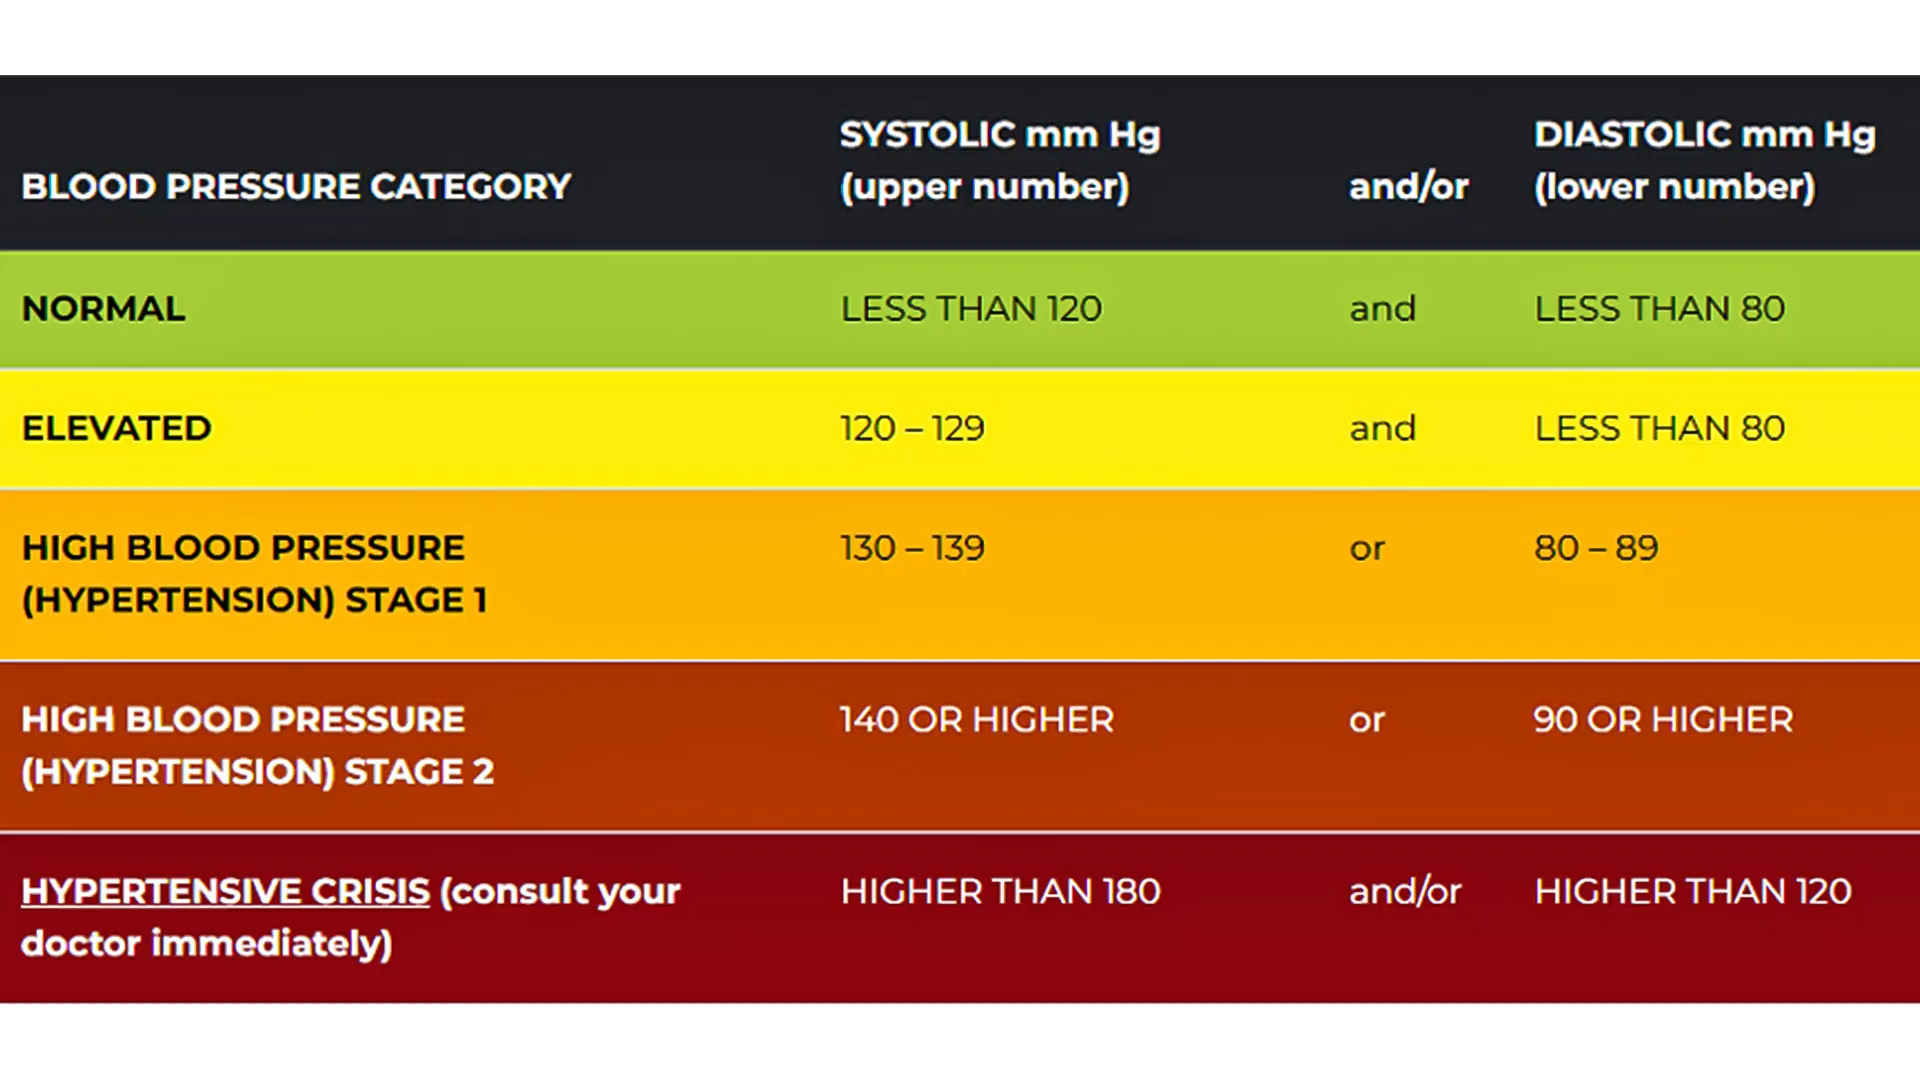 BLOOD PRESSURE CATEGORY
SYSTOLIC mm Hg
(upper number)
and/or
DIASTOLIC mm Hg
(lower number)
NORMAL
LESS THAN 120
and
LESS THAN 80
ELEVATED
120 – 129
and
LESS THAN 80
HIGH BLOOD PRESSURE
(HYPERTENSION) STAGE 1
130 – 139
or
80 – 89
HIGH BLOOD PRESSURE
(HYPERTENSION) STAGE 2
140 OR HIGHER
or
90 OR HIGHER
HYPERTENSIVE CRISIS (consult your
doctor immediately)
HIGHER THAN 180
and/or
HIGHER THAN 120